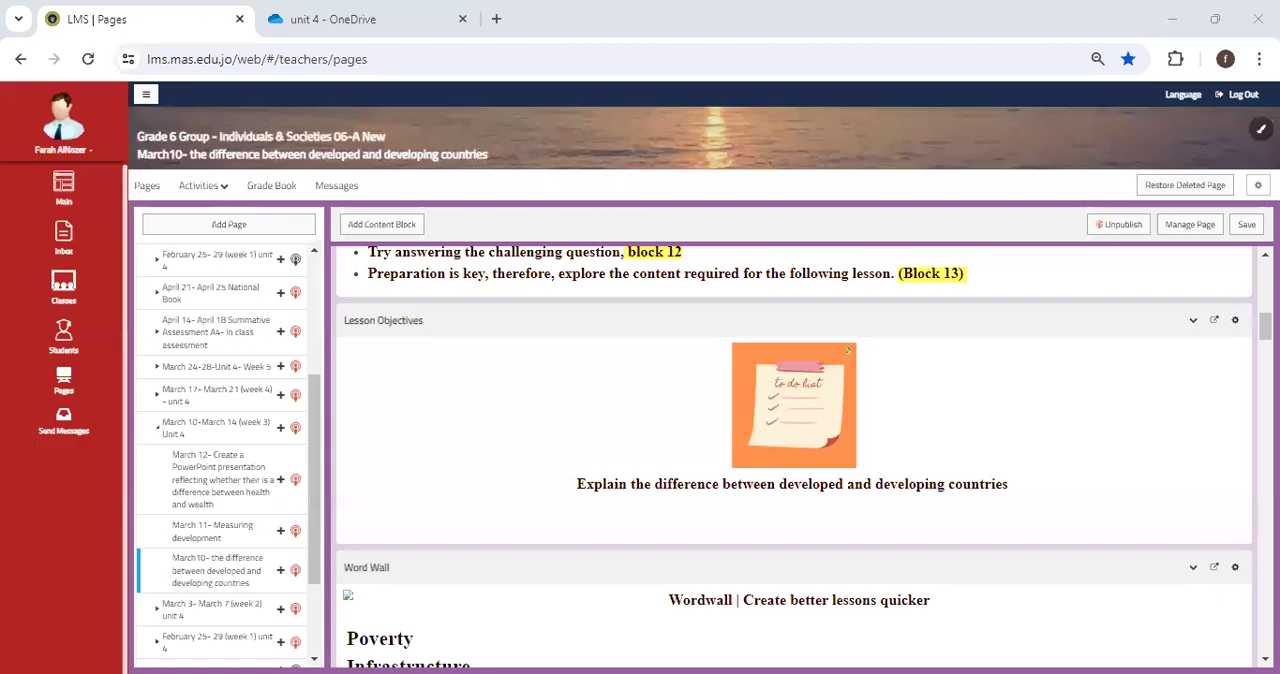 LMS | Pages
unit 4 - OneDrive
lms.mas.edu.jo/web/#/teachers/pages
f
Language
Log Out
Farah AlNozer
Grade 6 Group - Individuals & Societies 06-A New
March10- the difference between developed and developing countries
Pages
Activities
Grade Book
Messages
Restore Deleted Page
Main
Inbox
Classes
Students
Pages
Send Messages
Add Page
Add Content Block
Unpublish
Manage Page
Save
February 25- 29 (week 1) unit
4
April 21- April 25 National
Book
April 14- April 18 Summative
Assessment A4- in class
assessment
March 24-28-Unit 4- Week 5
March 17- March 21 (week 4)
- unit 4
March 10-March 14 (week 3)
Unit 4
March 12- Create a
PowerPoint presentation
reflecting whether their is a
difference between health
and wealth
March 11- Measuring
development
March10- the difference
between developed and
developing countries
March 3- March 7 (week 2)
unit 4
February 25- 29 (week 1) unit
4
Try answering the challenging question, block 12
Preparation is key, therefore, explore the content required for the following lesson. (Block 13)
Lesson Objectives
to do list
Explain the difference between developed and developing countries
Word Wall
Wordwall | Create better lessons quicker
Poverty
Infrastructure